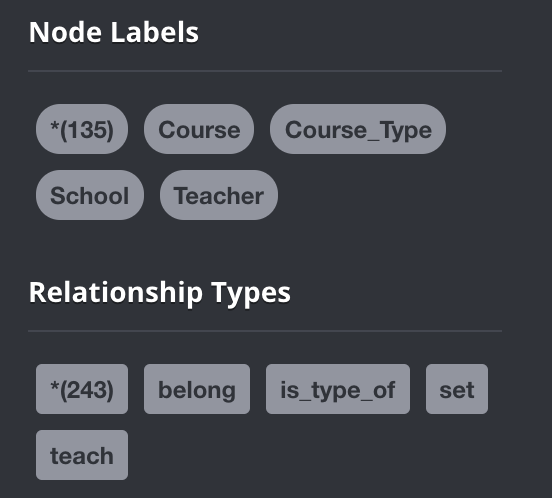 Node Labels
*(135) Course Course_Type
School Teacher
Relationship Types
*(243) belong is_type_of set
teach